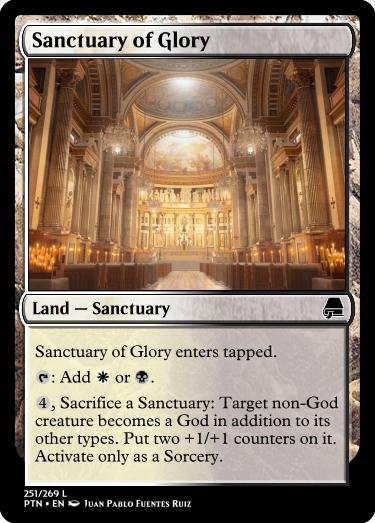 Sanctuary of Glory
Land — Sanctuary
Sanctuary of Glory enters tapped.
: Add or .
4, Sacrifice a Sanctuary: Target non-God
creature becomes a God in addition to its
other types. Put two +1/+1 counters on it.
Activate only as a Sorcery.
251/269 L
PTN • EN Juan Pablo Fuentes Ruiz